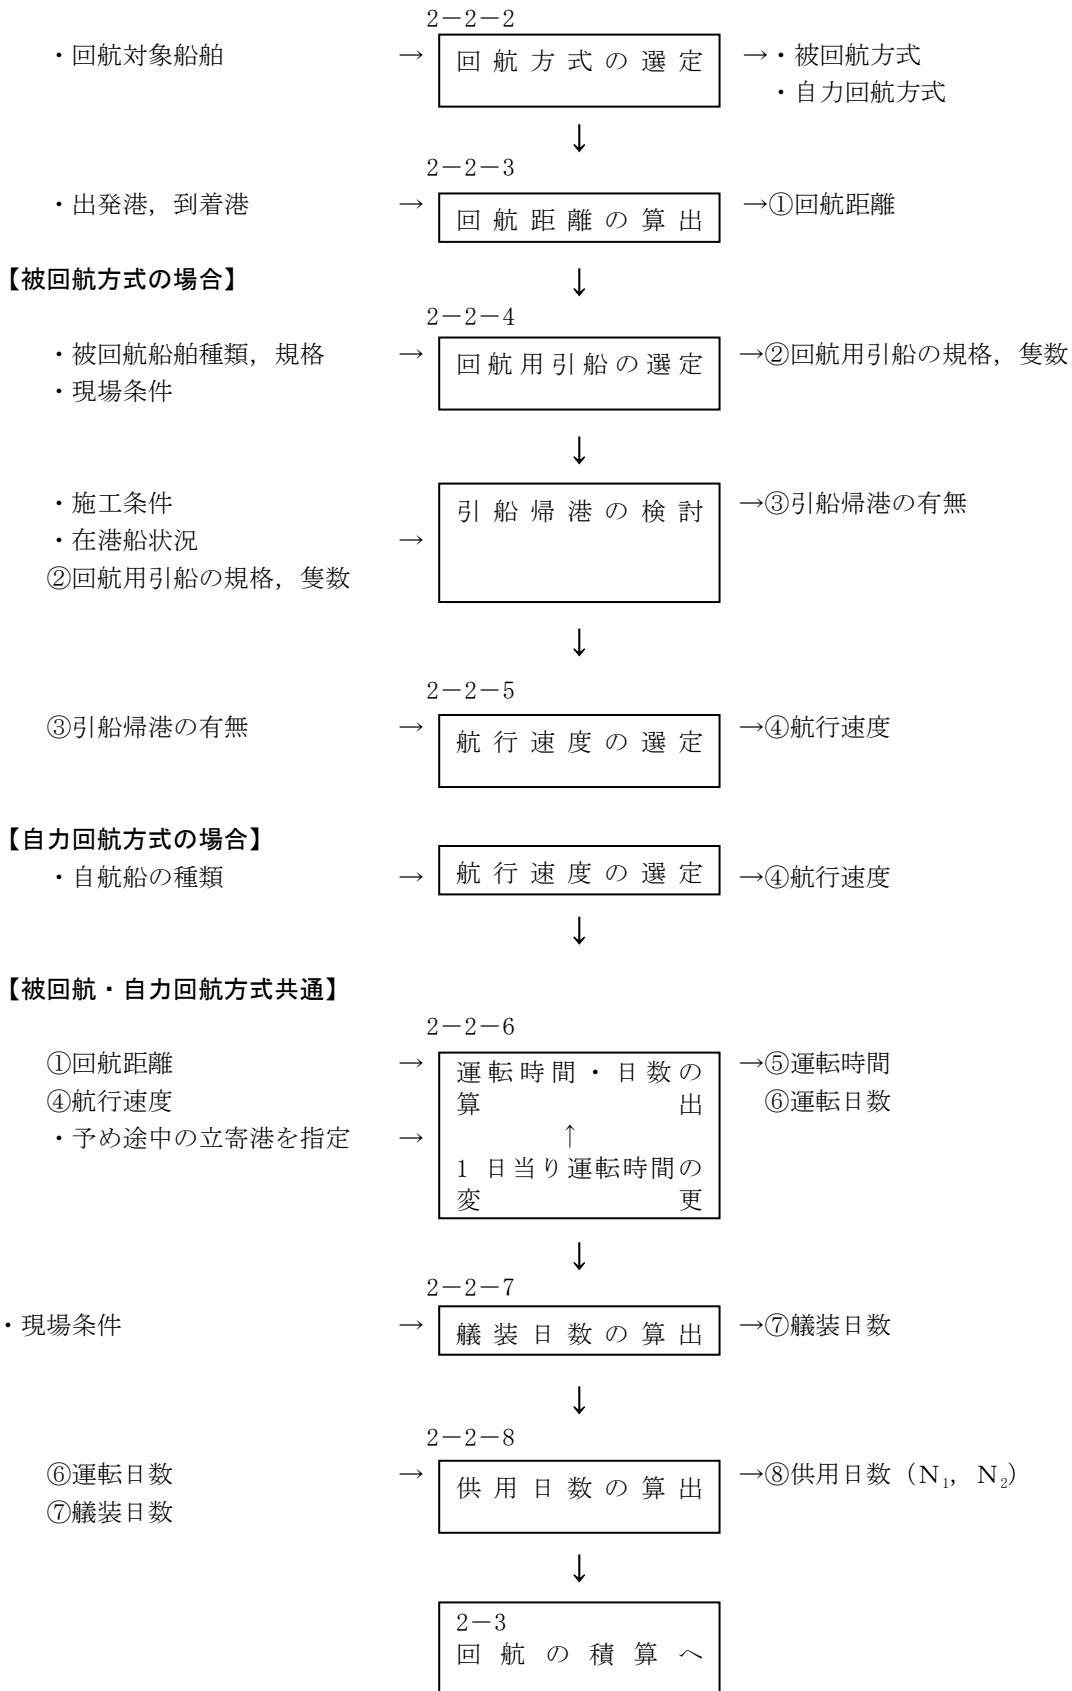 2－2－2
・回航対象船舶 → 回航方式の選定 →・被回航方式
・自力回航方式
↓
2－2－3
・出発港，到着港 → 回航距離の算出 →①回航距離
【被回航方式の場合】 ↓
2－2－4
・被回航船舶種類，規格 → 回航用引船の選定 →②回航用引船の規格，隻数
・現場条件
↓
・施工条件 引船帰港の検討 →③引船帰港の有無
・在港船状況 →
②回航用引船の規格，隻数
↓
2－2－5
③引船帰港の有無 → 航行速度の選定 →④航行速度
【自力回航方式の場合】
・自航船の種類 → 航行速度の選定 →④航行速度
↓
【被回航・自力回航方式共通】
2－2－6
①回航距離 → 運転時間・日数の →⑤運転時間
④航行速度 算出 ⑥運転日数
・予め途中の立寄港を指定 → ↑
1 日当り運転時間の
変更
↓
2－2－7
・現場条件 → 艤装日数の算出 →⑦艤装日数
↓
2－2－8
⑥運転日数 → 供用日数の算出 →⑧供用日数（N₁，N₂）
⑦艤装日数
↓
2－3
回航の積算へ